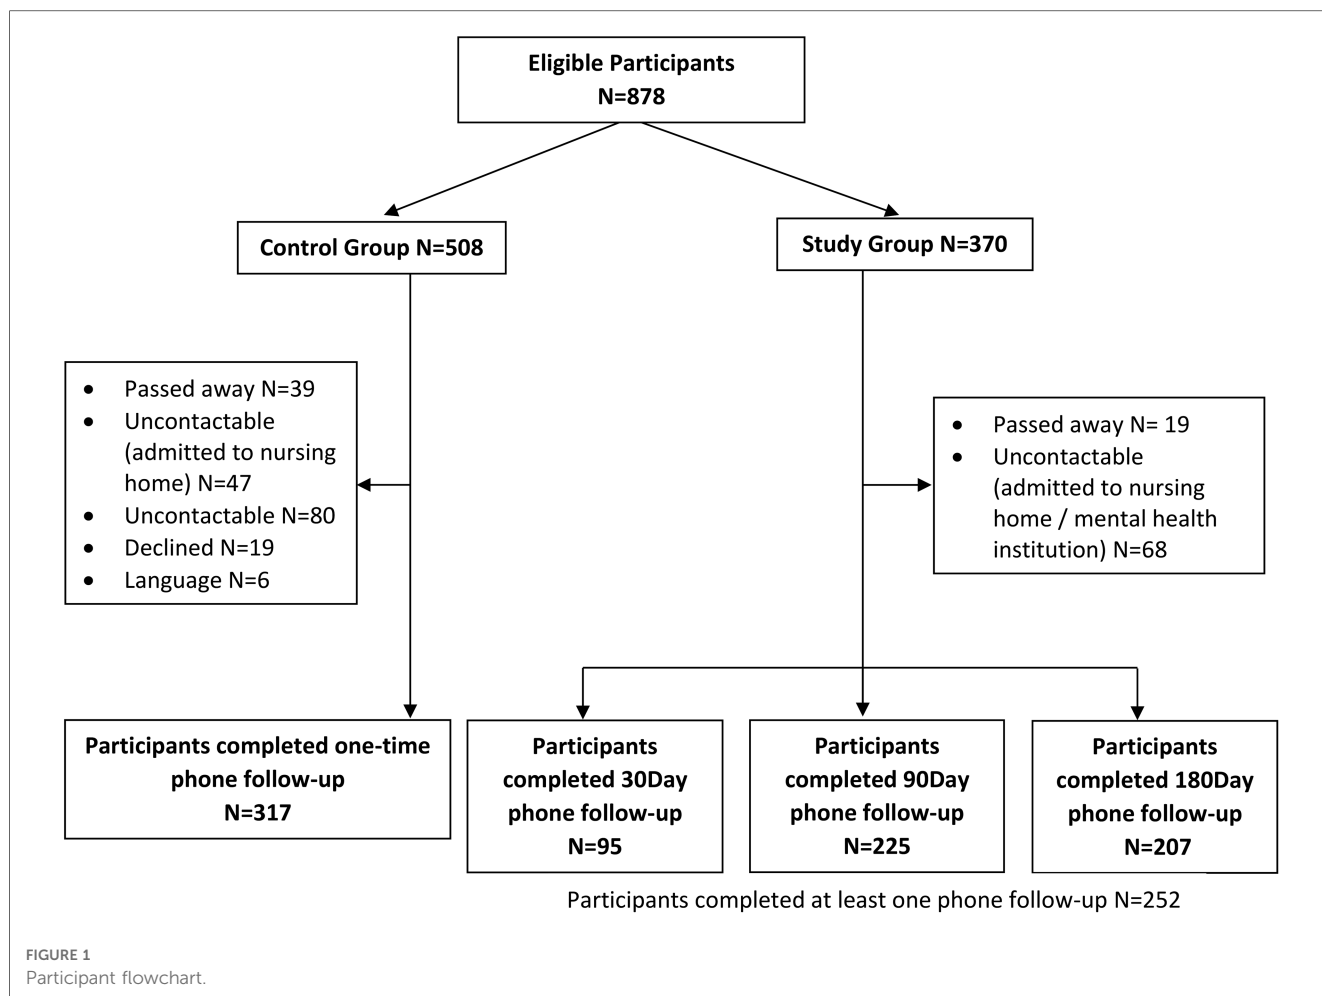 Eligible Participants
N=878
Control Group N=508
Study Group N=370
• Passed away N=39
• Uncontactable
(admitted to nursing
home) N=47
• Uncontactable N=80
• Declined N=19
• Language N=6
• Passed away N= 19
• Uncontactable
(admitted to nursing
home / mental health
institution) N=68
Participants completed one-time
phone follow-up
N=317
Participants
completed 30Day
phone follow-up
N=95
Participants
completed 90Day
phone follow-up
N=225
Participants
completed 180Day
phone follow-up
N=207
Participants completed at least one phone follow-up N=252
FIGURE 1
Participant flowchart.